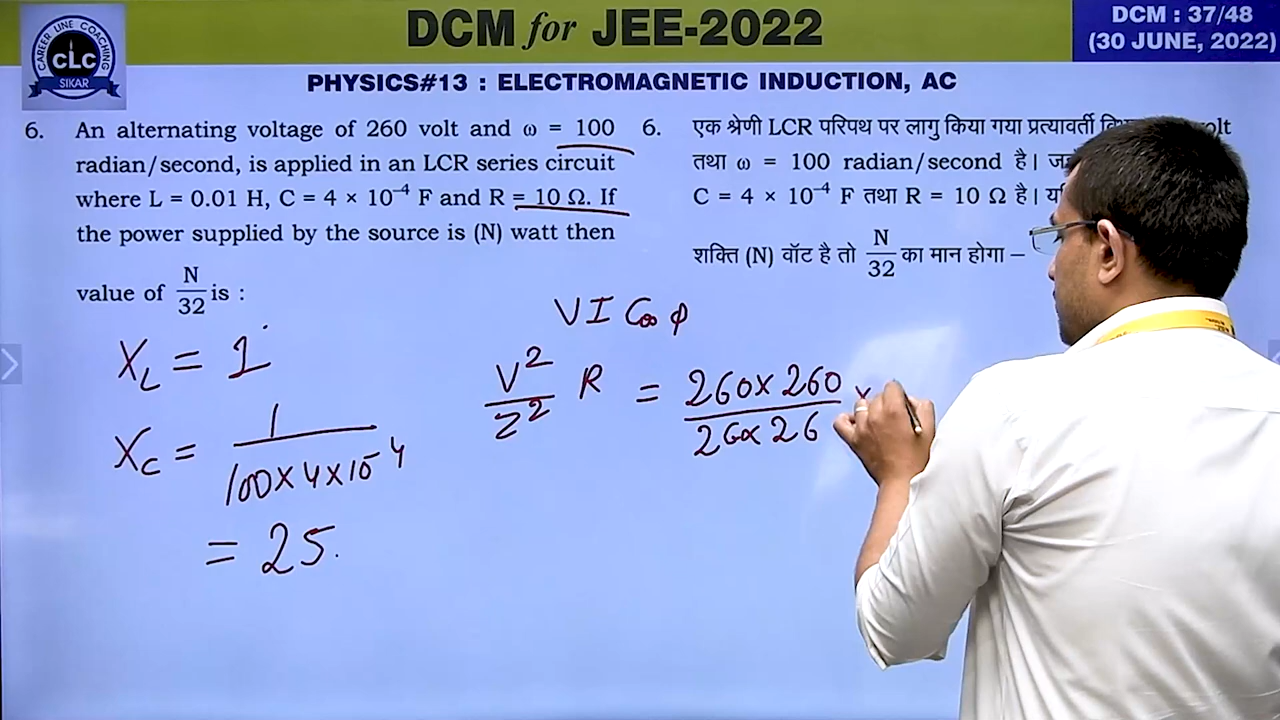 DCM for JEE-2022
DCM : 37/48
(30 JUNE, 2022)
CAREER LINE COACHING
CLC
SIKAR
PHYSICS#13 : ELECTROMAGNETIC INDUCTION, AC
6. An alternating voltage of 260 volt and ω = 100
radian/second, is applied in an LCR series circuit
where L = 0.01 H, C = 4 × 10⁻⁴ F and R = 10 Ω. If
the power supplied by the source is (N) watt then
value of N/32 is :
6. एक श्रेणी LCR परिपथ पर लागु किया गया प्रत्यावर्ती olt
तथा ω = 100 radian/second है।
C = 4 × 10⁻⁴ F तथा R = 10 Ω है।
शक्ति (N) वॉट है तो N/32 का मान होगा –
V I Cos φ
X_L = 1
V²/Z² R = 260 × 260 / 26 × 26 ×
X_C = 1 / 100 × 4 × 10⁻⁴
= 25.